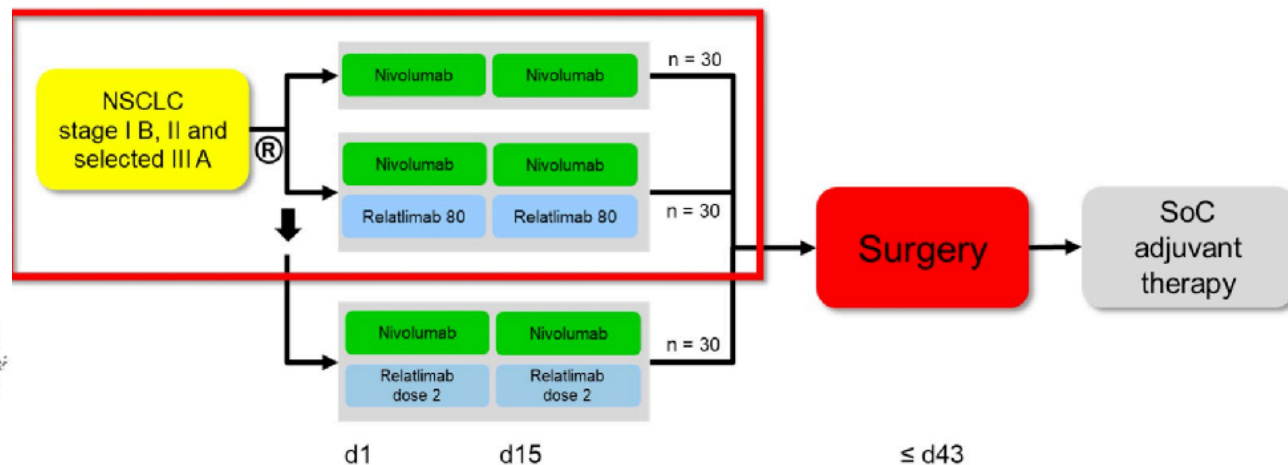 NSCLC
stage I B, II and
selected III A
®
Nivolumab Nivolumab
n = 30
Nivolumab Nivolumab
Relatlimab 80 Relatlimab 80
n = 30
Nivolumab Nivolumab
Relatlimab
dose 2
Relatlimab
dose 2
n = 30
Surgery
SoC
adjuvant
therapy
d1 d15 ≤ d43